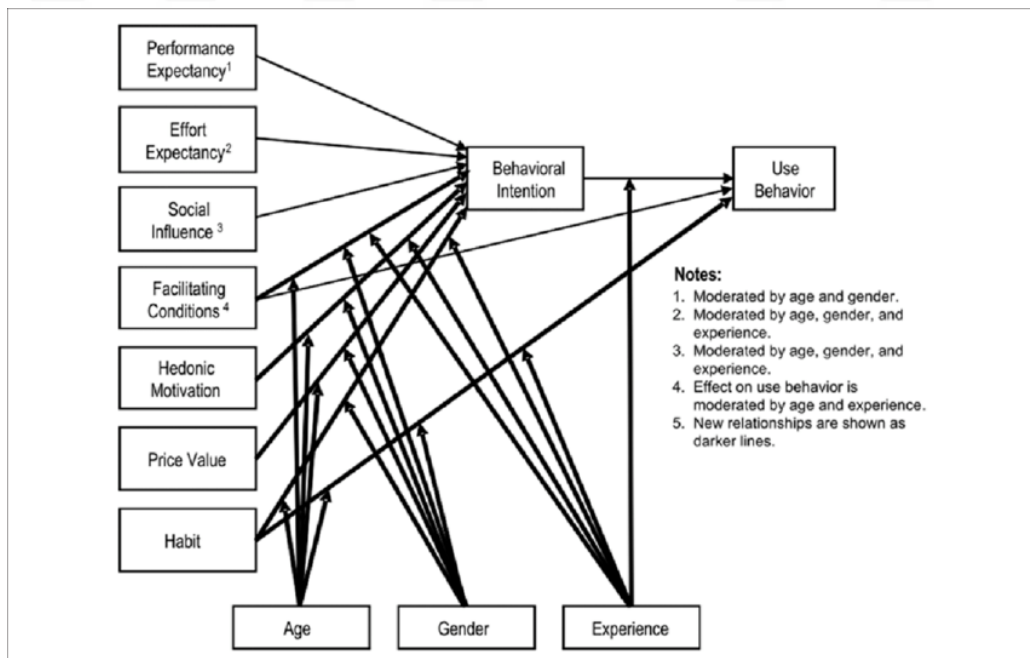 Performance
Expectancy¹
Effort
Expectancy²
Social
Influence ³
Facilitating
Conditions ⁴
Hedonic
Motivation
Price Value
Habit
Behavioral
Intention
Use
Behavior
Notes:
1. Moderated by age and gender.
2. Moderated by age, gender, and
experience.
3. Moderated by age, gender, and
experience.
4. Effect on use behavior is
moderated by age and experience.
5. New relationships are shown as
darker lines.
Age
Gender
Experience